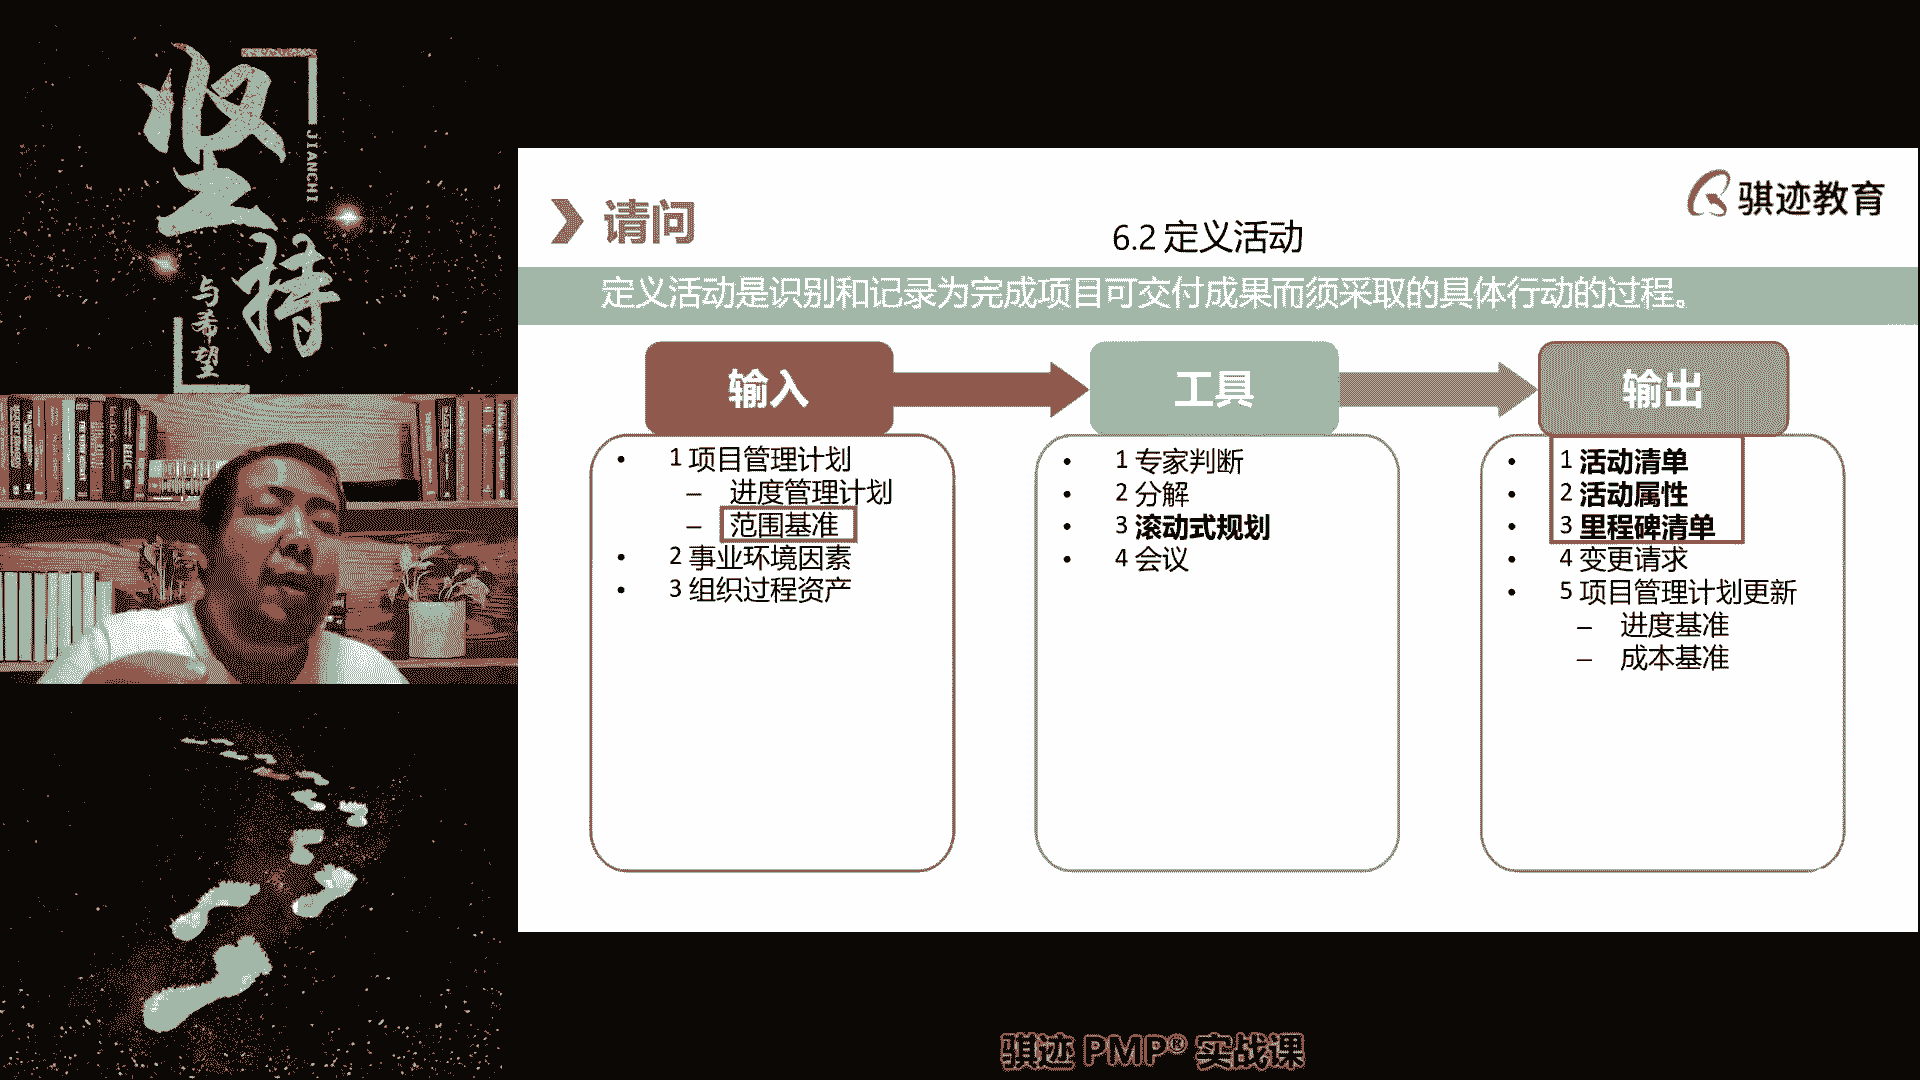 坚持
JIANCHI
与希望
请问
骐迹教育
6.2 定义活动
定义活动是识别和记录为完成项目可交付成果而须采取的具体行动的过程。
输入
• 1 项目管理计划
– 进度管理计划
– 范围基准
• 2 事业环境因素
• 3 组织过程资产
工具
• 1 专家判断
• 2 分解
• 3 滚动式规划
• 4 会议
输出
• 1 活动清单
• 2 活动属性
• 3 里程碑清单
• 4 变更请求
• 5 项目管理计划更新
– 进度基准
– 成本基准
骐迹 PMP® 实战课